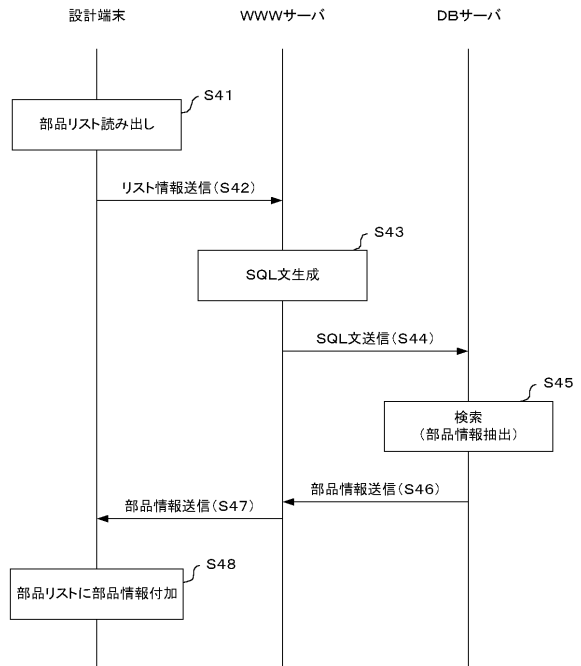 設計端末
WWWサーバ
DBサーバ
S41
部品リスト読み出し
リスト情報送信(S42)
S43
SQL文生成
SQL文送信(S44)
S45
検索
(部品情報抽出)
部品情報送信(S46)
部品情報送信(S47)
S48
部品リストに部品情報付加